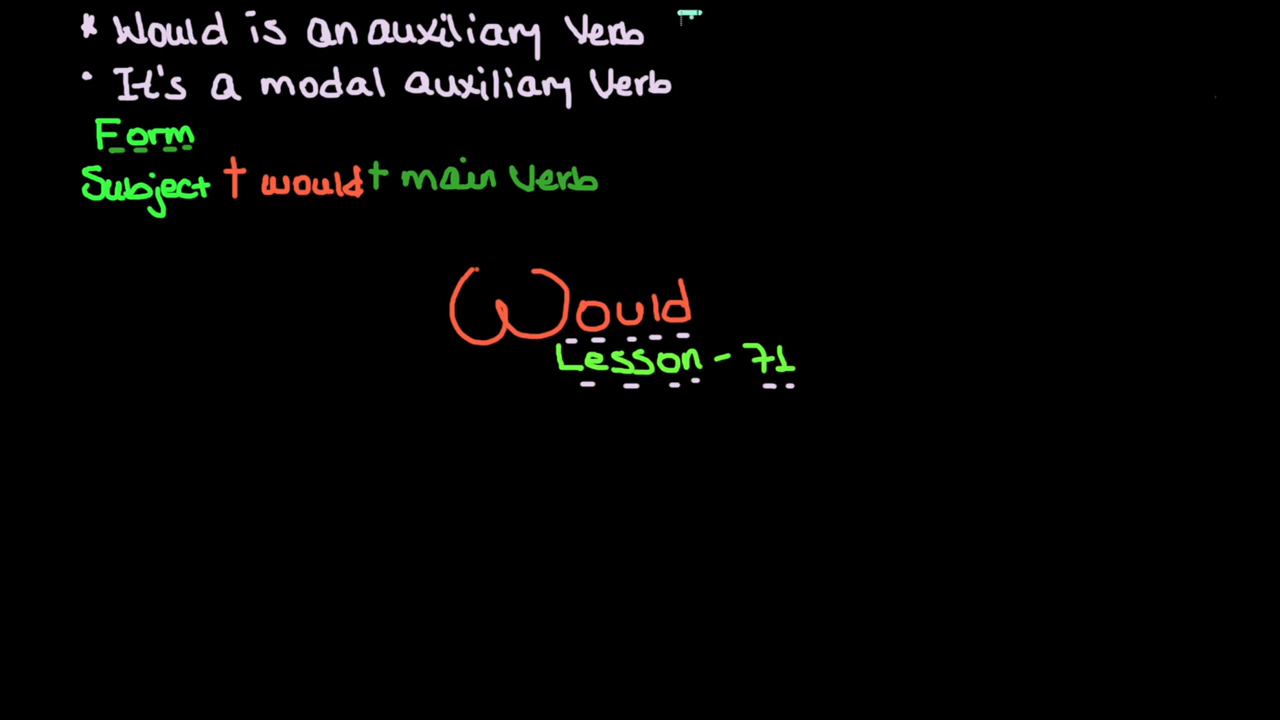 * Would is an auxiliary Verb
• It's a modal auxiliary Verb
Form
Subject + would + main Verb
Would
Lesson - 71